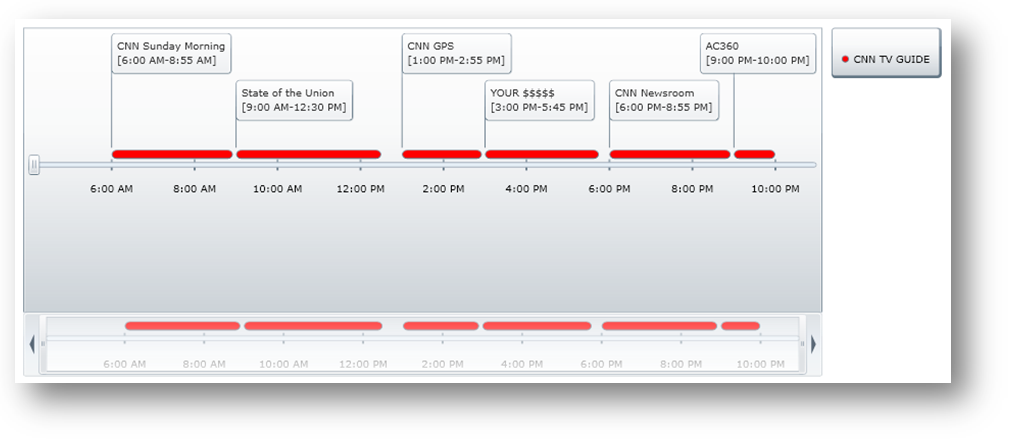 CNN Sunday Morning
[6:00 AM-8:55 AM]
CNN GPS
[1:00 PM-2:55 PM]
AC360
[9:00 PM-10:00 PM]
CNN TV GUIDE
State of the Union
[9:00 AM-12:30 PM]
YOUR $$$$$
[3:00 PM-5:45 PM]
CNN Newsroom
[6:00 PM-8:55 PM]
6:00 AM 8:00 AM 10:00 AM 12:00 PM 2:00 PM 4:00 PM 6:00 PM 8:00 PM 10:00 PM
6:00 AM 8:00 AM 10:00 AM 12:00 PM 2:00 PM 4:00 PM 6:00 PM 8:00 PM 10:00 PM